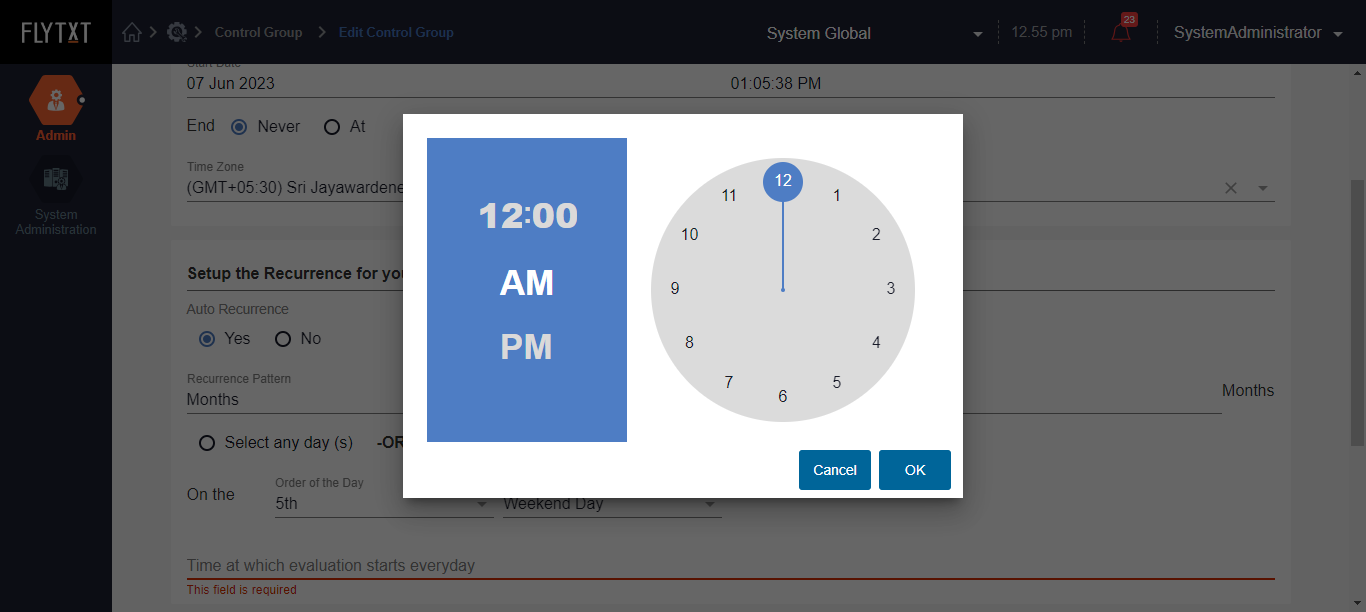 FLYTXT
Control Group
Edit Control Group
System Global
12.55 pm
23
SystemAdministrator
Admin
System
Administration
Start Date
07 Jun 2023
01:05:38 PM
End
Never
At
Time Zone
(GMT+05:30) Sri Jayawardene
Setup the Recurrence for you
Auto Recurrence
Yes
No
Recurrence Pattern
Months
Months
Select any day (s)
-OR
On the
Order of the Day
5th
Weekend Day
Time at which evaluation starts everyday
This field is required
12:00
AM
PM
12
1
2
3
4
5
6
7
8
9
10
11
Cancel
OK